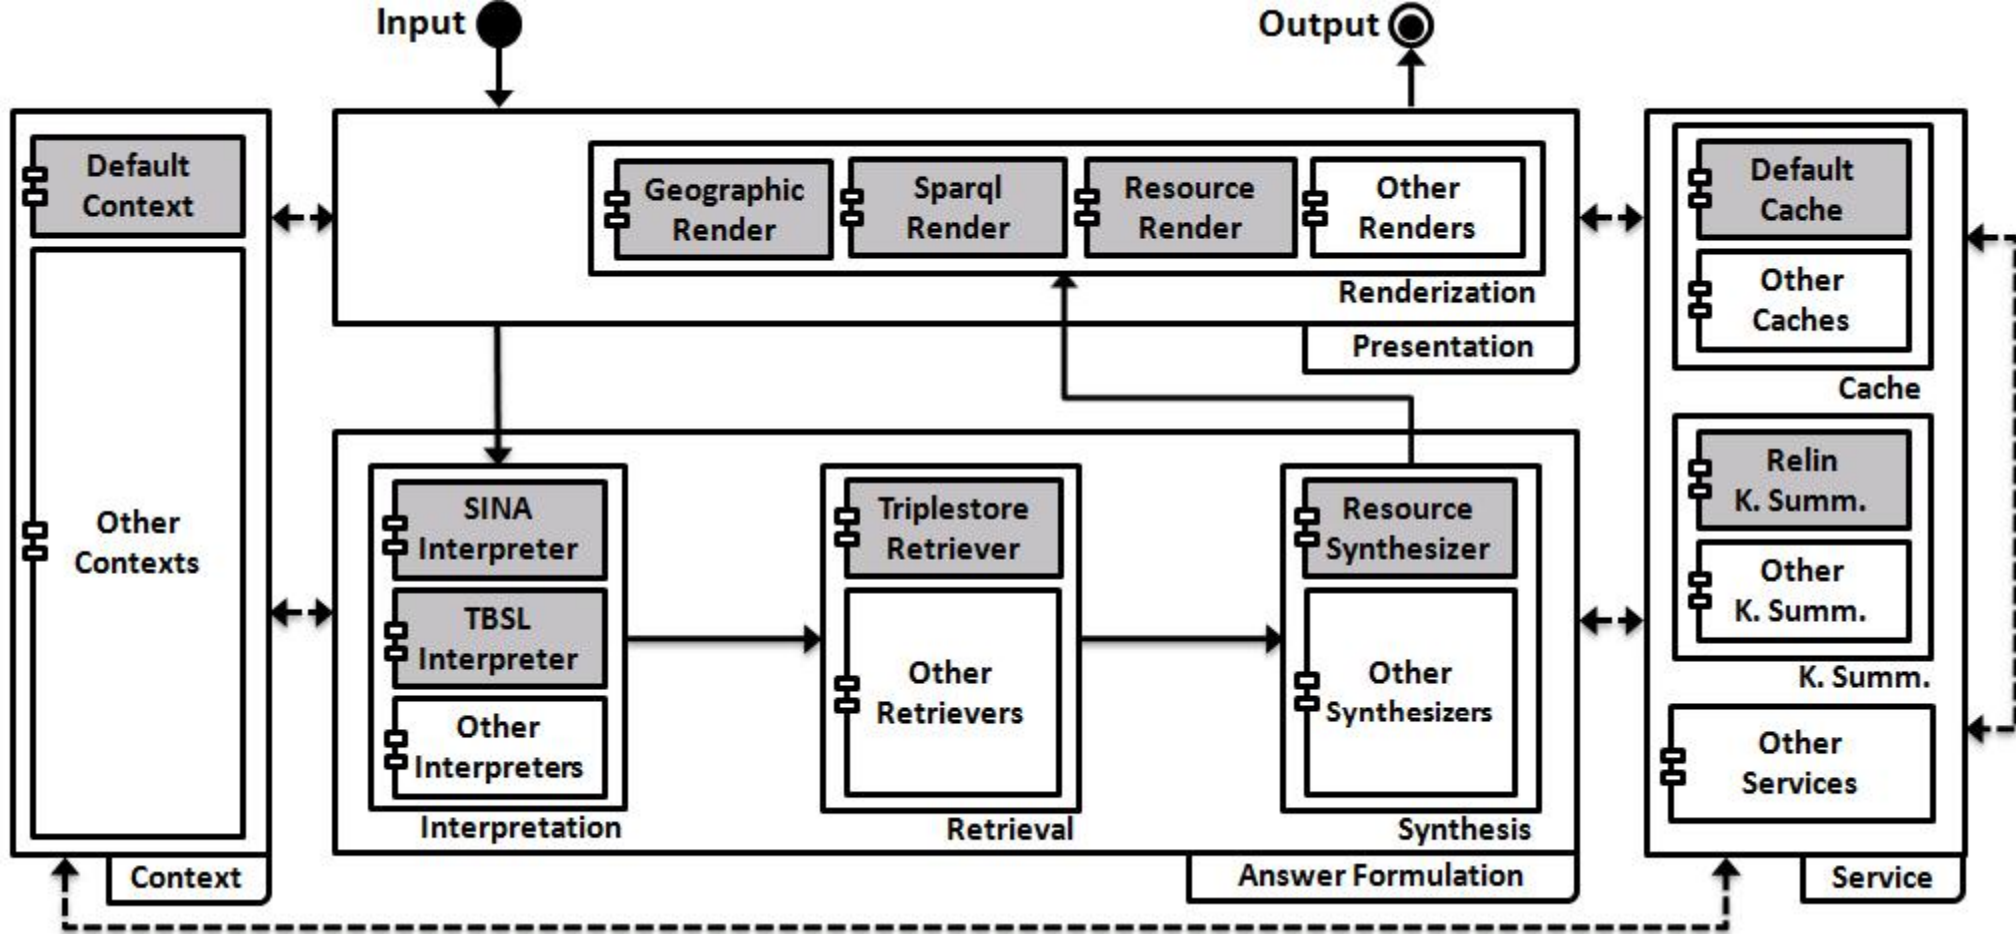 Input
Output
Default
Context
Other
Contexts
Context
Geographic
Render
Sparql
Render
Resource
Render
Other
Renders
Renderization
Presentation
SINA
Interpreter
TBSL
Interpreter
Other
Interpreters
Interpretation
Triplestore
Retriever
Other
Retrievers
Retrieval
Resource
Synthesizer
Other
Synthesizers
Synthesis
Answer Formulation
Default
Cache
Other
Caches
Cache
Relin
K. Summ.
Other
K. Summ.
K. Summ.
Other
Services
Service